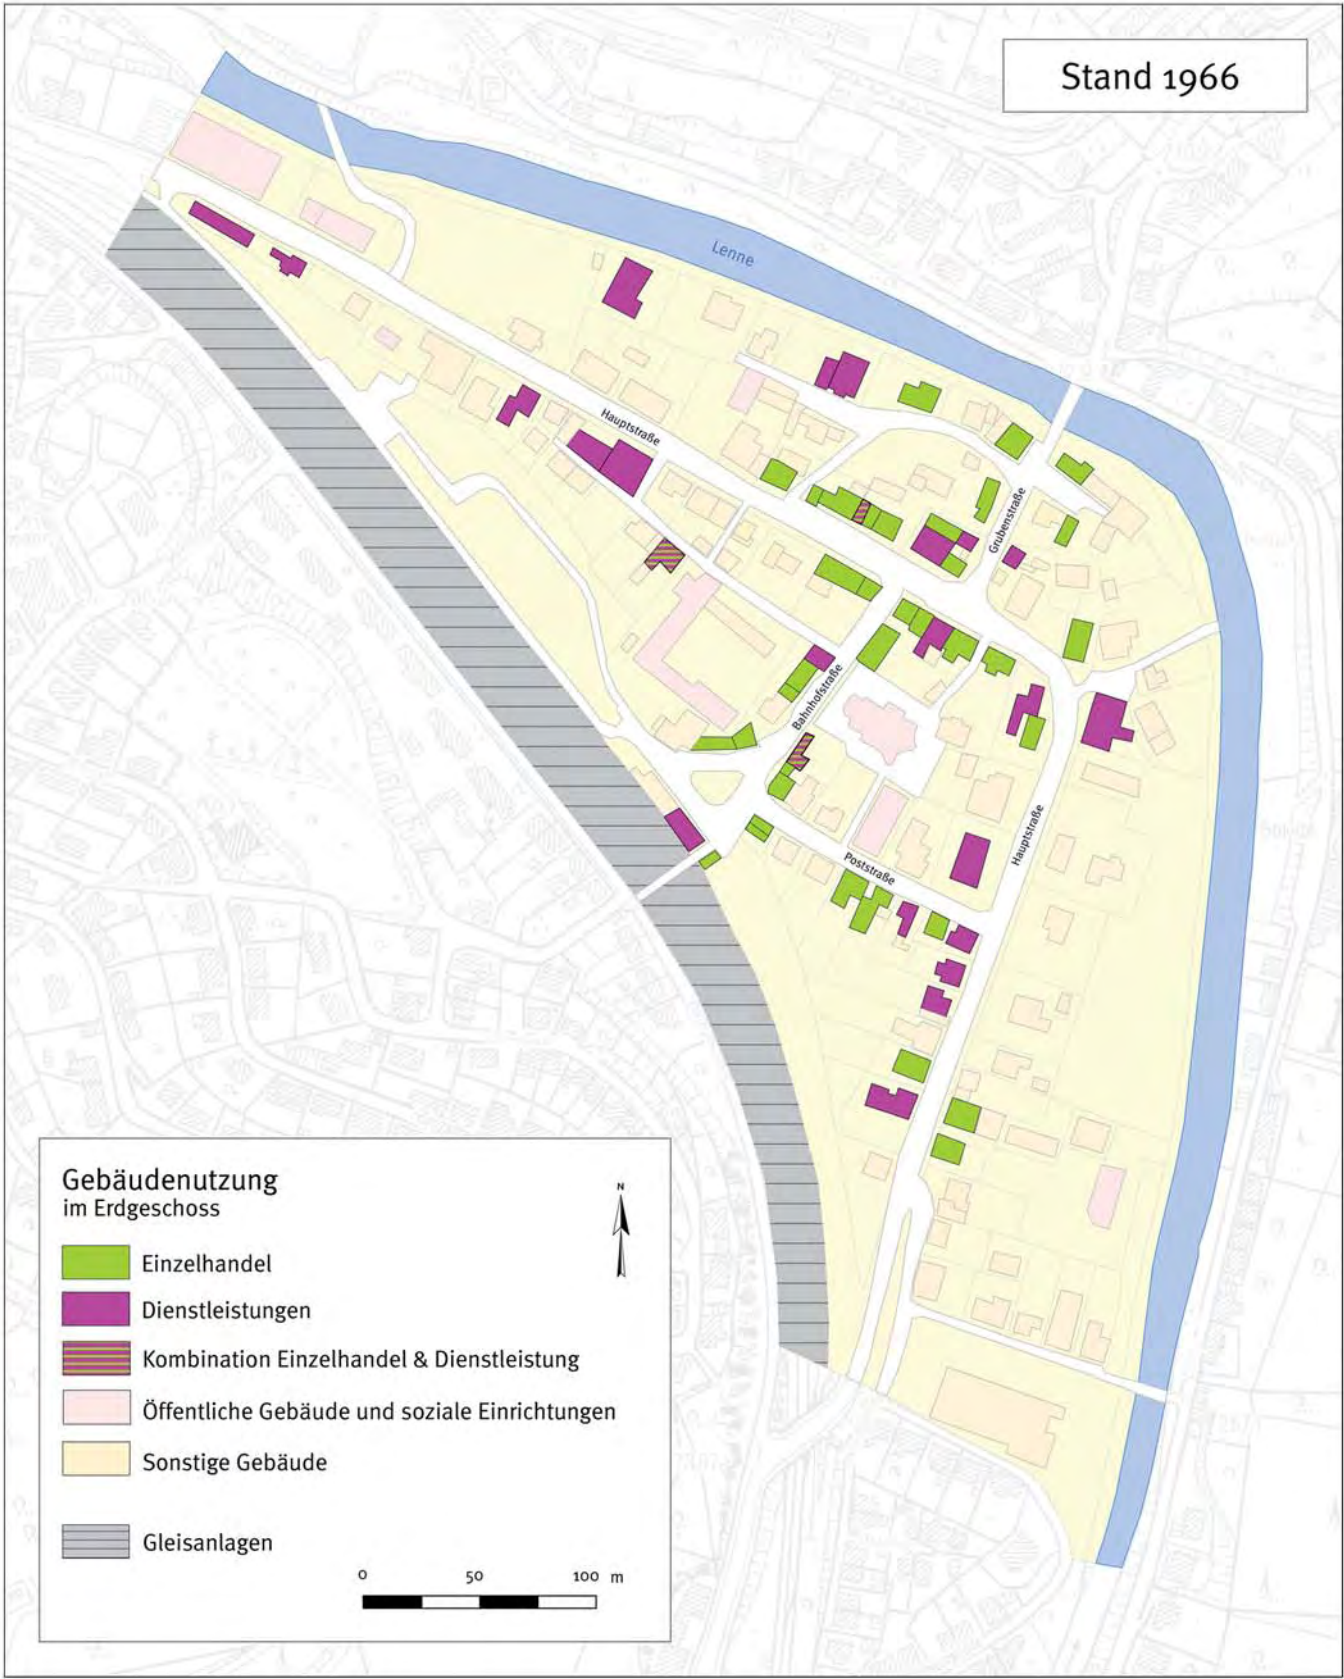 Stand 1966
Lenne
Hauptstraße
Grubenstraße
Bahnhofstraße
Hauptstraße
Poststraße
Gebäudenutzung
im Erdgeschoss
N
Einzelhandel
Dienstleistungen
Kombination Einzelhandel & Dienstleistung
Öffentliche Gebäude und soziale Einrichtungen
Sonstige Gebäude
Gleisanlagen
0 50 100 m